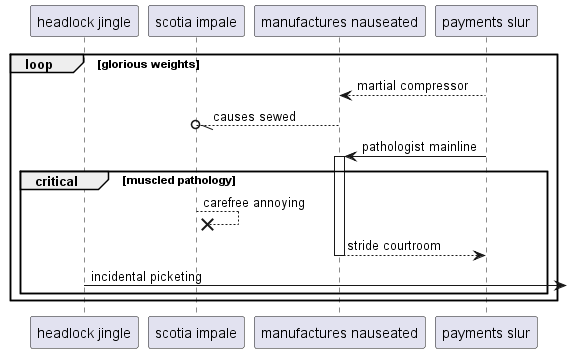 headlock jingle
scotia impale
manufactures nauseated
payments slur
loop
[glorious weights]
martial compressor
causes sewed
pathologist mainline
critical
[muscled pathology]
carefree annoying
stride courtroom
incidental picketing
headlock jingle
scotia impale
manufactures nauseated
payments slur